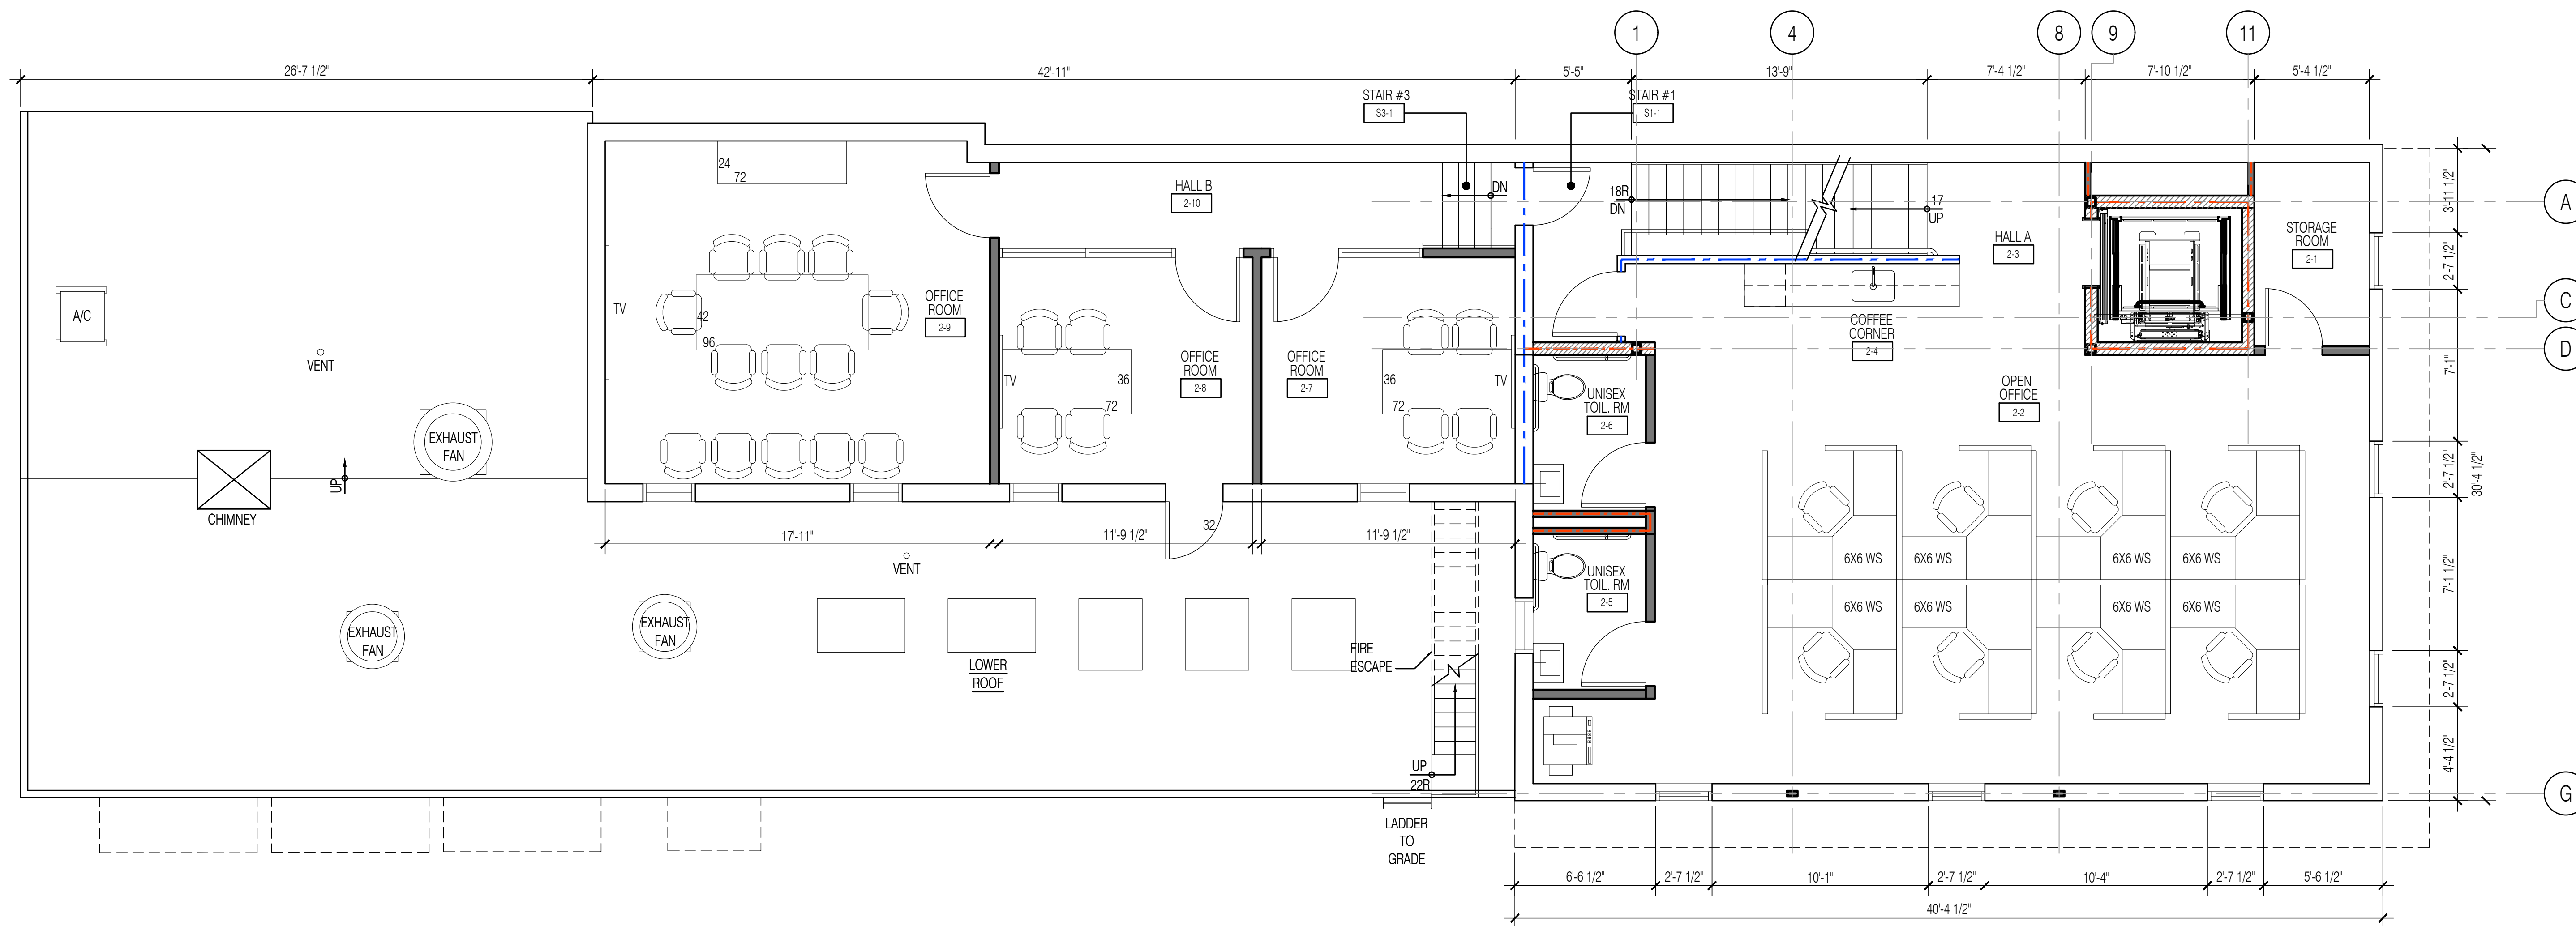 1
4
8
9
11
26'-7 1/2"
42'-11"
5'-5"
13'-9"
7'-4 1/2"
7'-10 1/2"
5'-4 1/2"
STAIR #3
S3-1
STAIR #1
S1-1
24
72
HALL B
2-10
DN
18R
DN
17
UP
HALL A
2-3
STORAGE
ROOM
2-1
A
C
D
G
3'-11 1/2"
2'-7 1/2"
7'-1"
2'-7 1/2"
30'-4 1/2"
7'-1 1/2"
2'-7 1/2"
4'-4 1/2"
A/C
VENT
TV
42
96
OFFICE
ROOM
2-9
TV
36
72
OFFICE
ROOM
2-8
OFFICE
ROOM
2-7
36
72
TV
COFFEE
CORNER
2-4
OPEN
OFFICE
2-2
UNISEX
TOIL. RM
2-6
EXHAUST
FAN
UP
CHIMNEY
17'-11"
11'-9 1/2"
32
11'-9 1/2"
VENT
UNISEX
TOIL. RM
2-5
6X6 WS
6X6 WS
6X6 WS
6X6 WS
6X6 WS
6X6 WS
6X6 WS
6X6 WS
EXHAUST
FAN
EXHAUST
FAN
LOWER
ROOF
FIRE
ESCAPE
UP
22R
LADDER
TO
GRADE
6'-6 1/2"
2'-7 1/2"
10'-1"
2'-7 1/2"
10'-4"
2'-7 1/2"
5'-6 1/2"
40'-4 1/2"